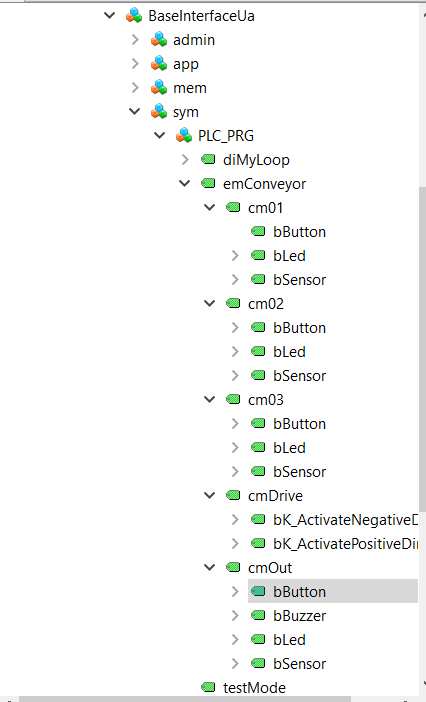 BaseInterfaceUa
admin
app
mem
sym
PLC_PRG
diMyLoop
emConveyor
cm01
bButton
bLed
bSensor
cm02
bButton
bLed
bSensor
cm03
bButton
bLed
bSensor
cmDrive
bK_ActivateNegativeD
bK_ActivatePositiveDir
cmOut
bButton
bBuzzer
bLed
bSensor
testMode